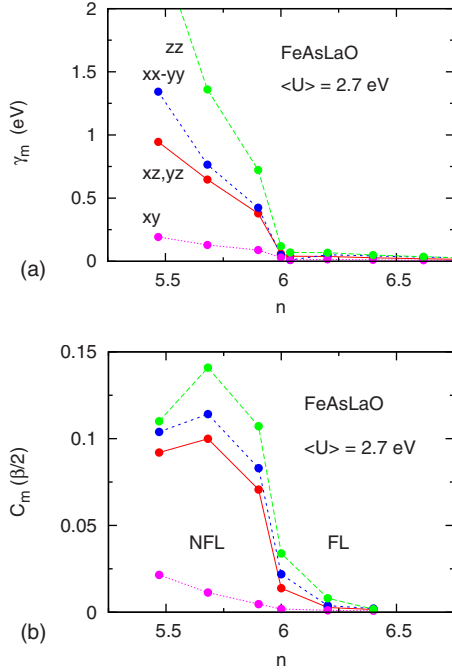 2
FeAsLaO
zz
<U> = 2.7 eV
1.5
xx-yy
γm (eV)
1
xz,yz
0.5
xy
0
5.5
6
6.5
(a)
n
0.15
FeAsLaO
<U> = 2.7 eV
0.1
Cm (β/2)
0.05
NFL
FL
0
5.5
6
6.5
(b)
n